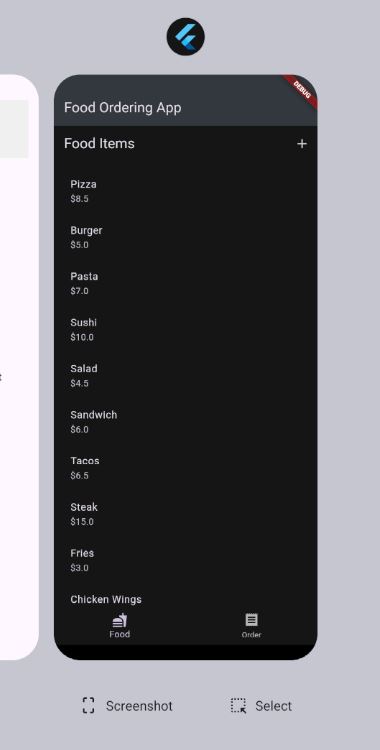 DEBUG
Food Ordering App
Food Items
Pizza
$8.5
Burger
$5.0
Pasta
$7.0
Sushi
$10.0
Salad
$4.5
Sandwich
$6.0
Tacos
$6.5
Steak
$15.0
Fries
$3.0
Chicken Wings
Food
Order
Screenshot
Select